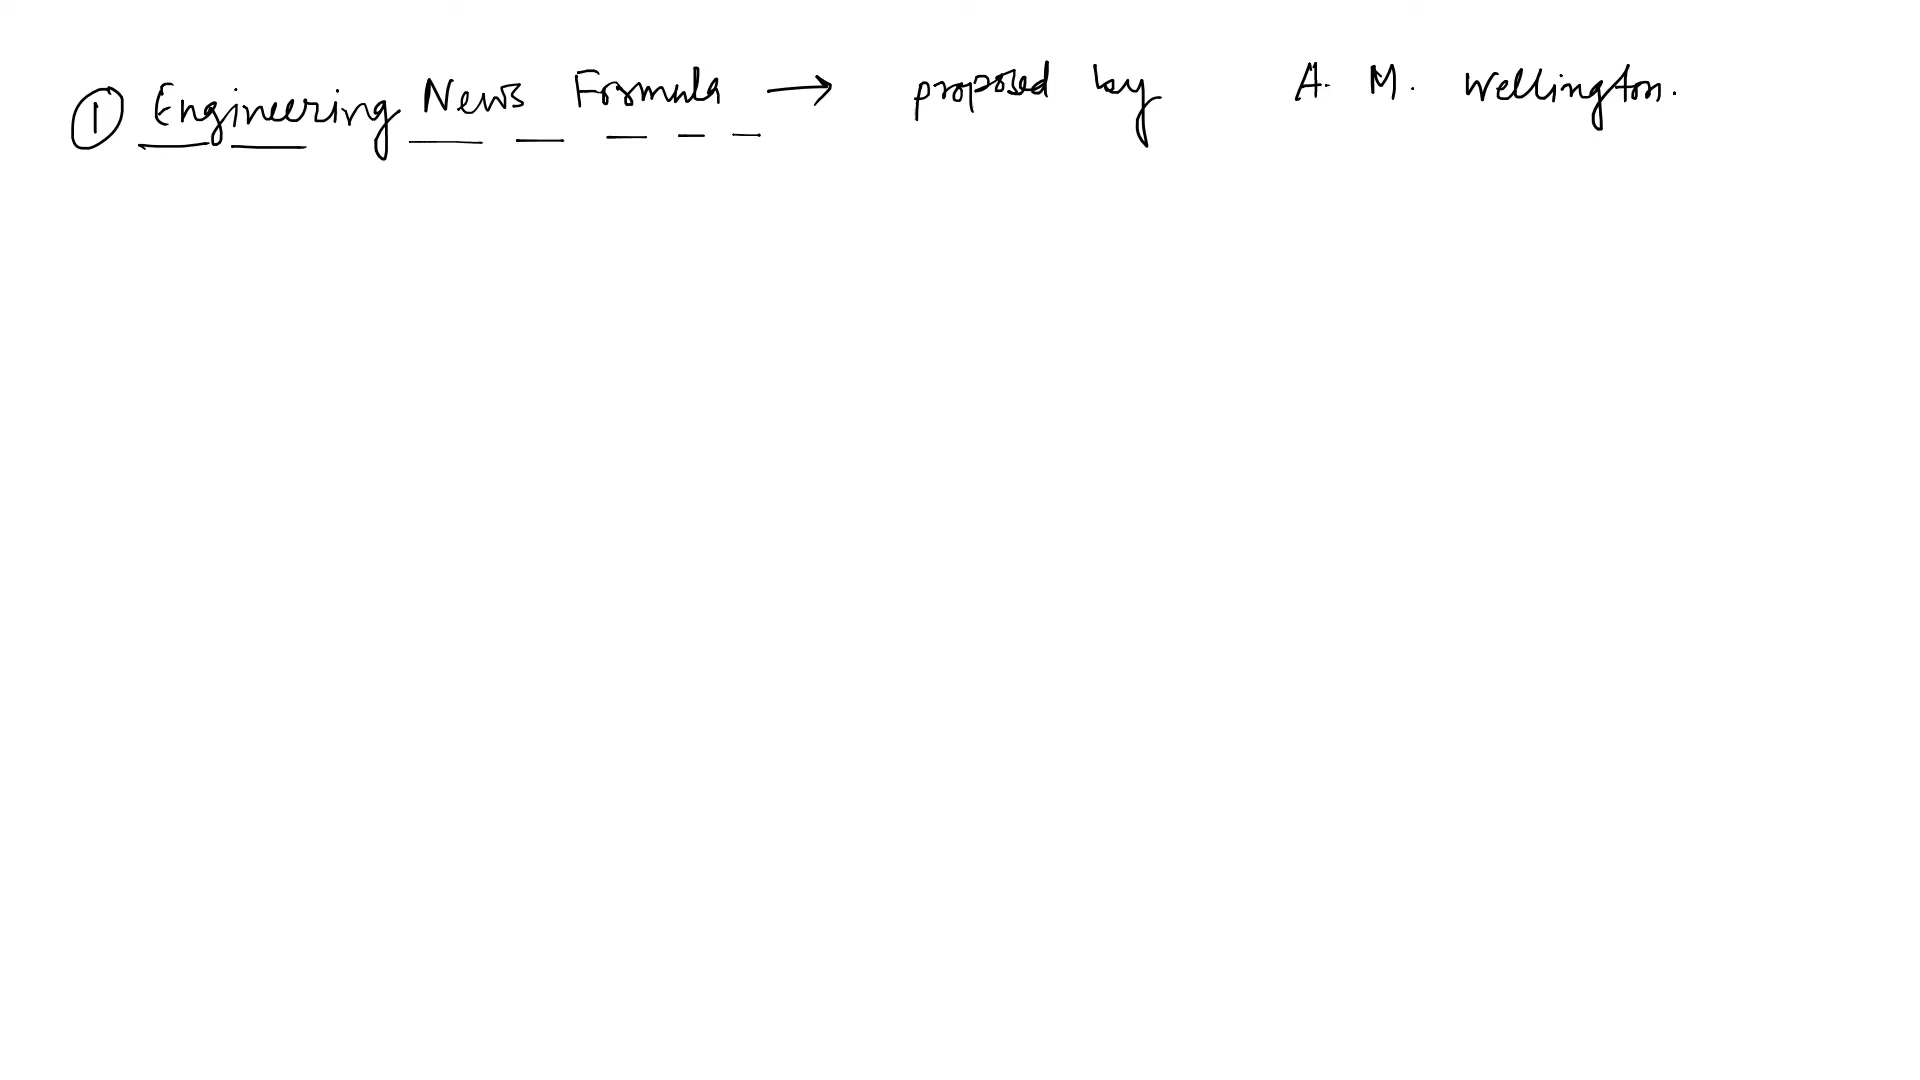 ① Engineering News Formula → proposed by A. M. Wellington.